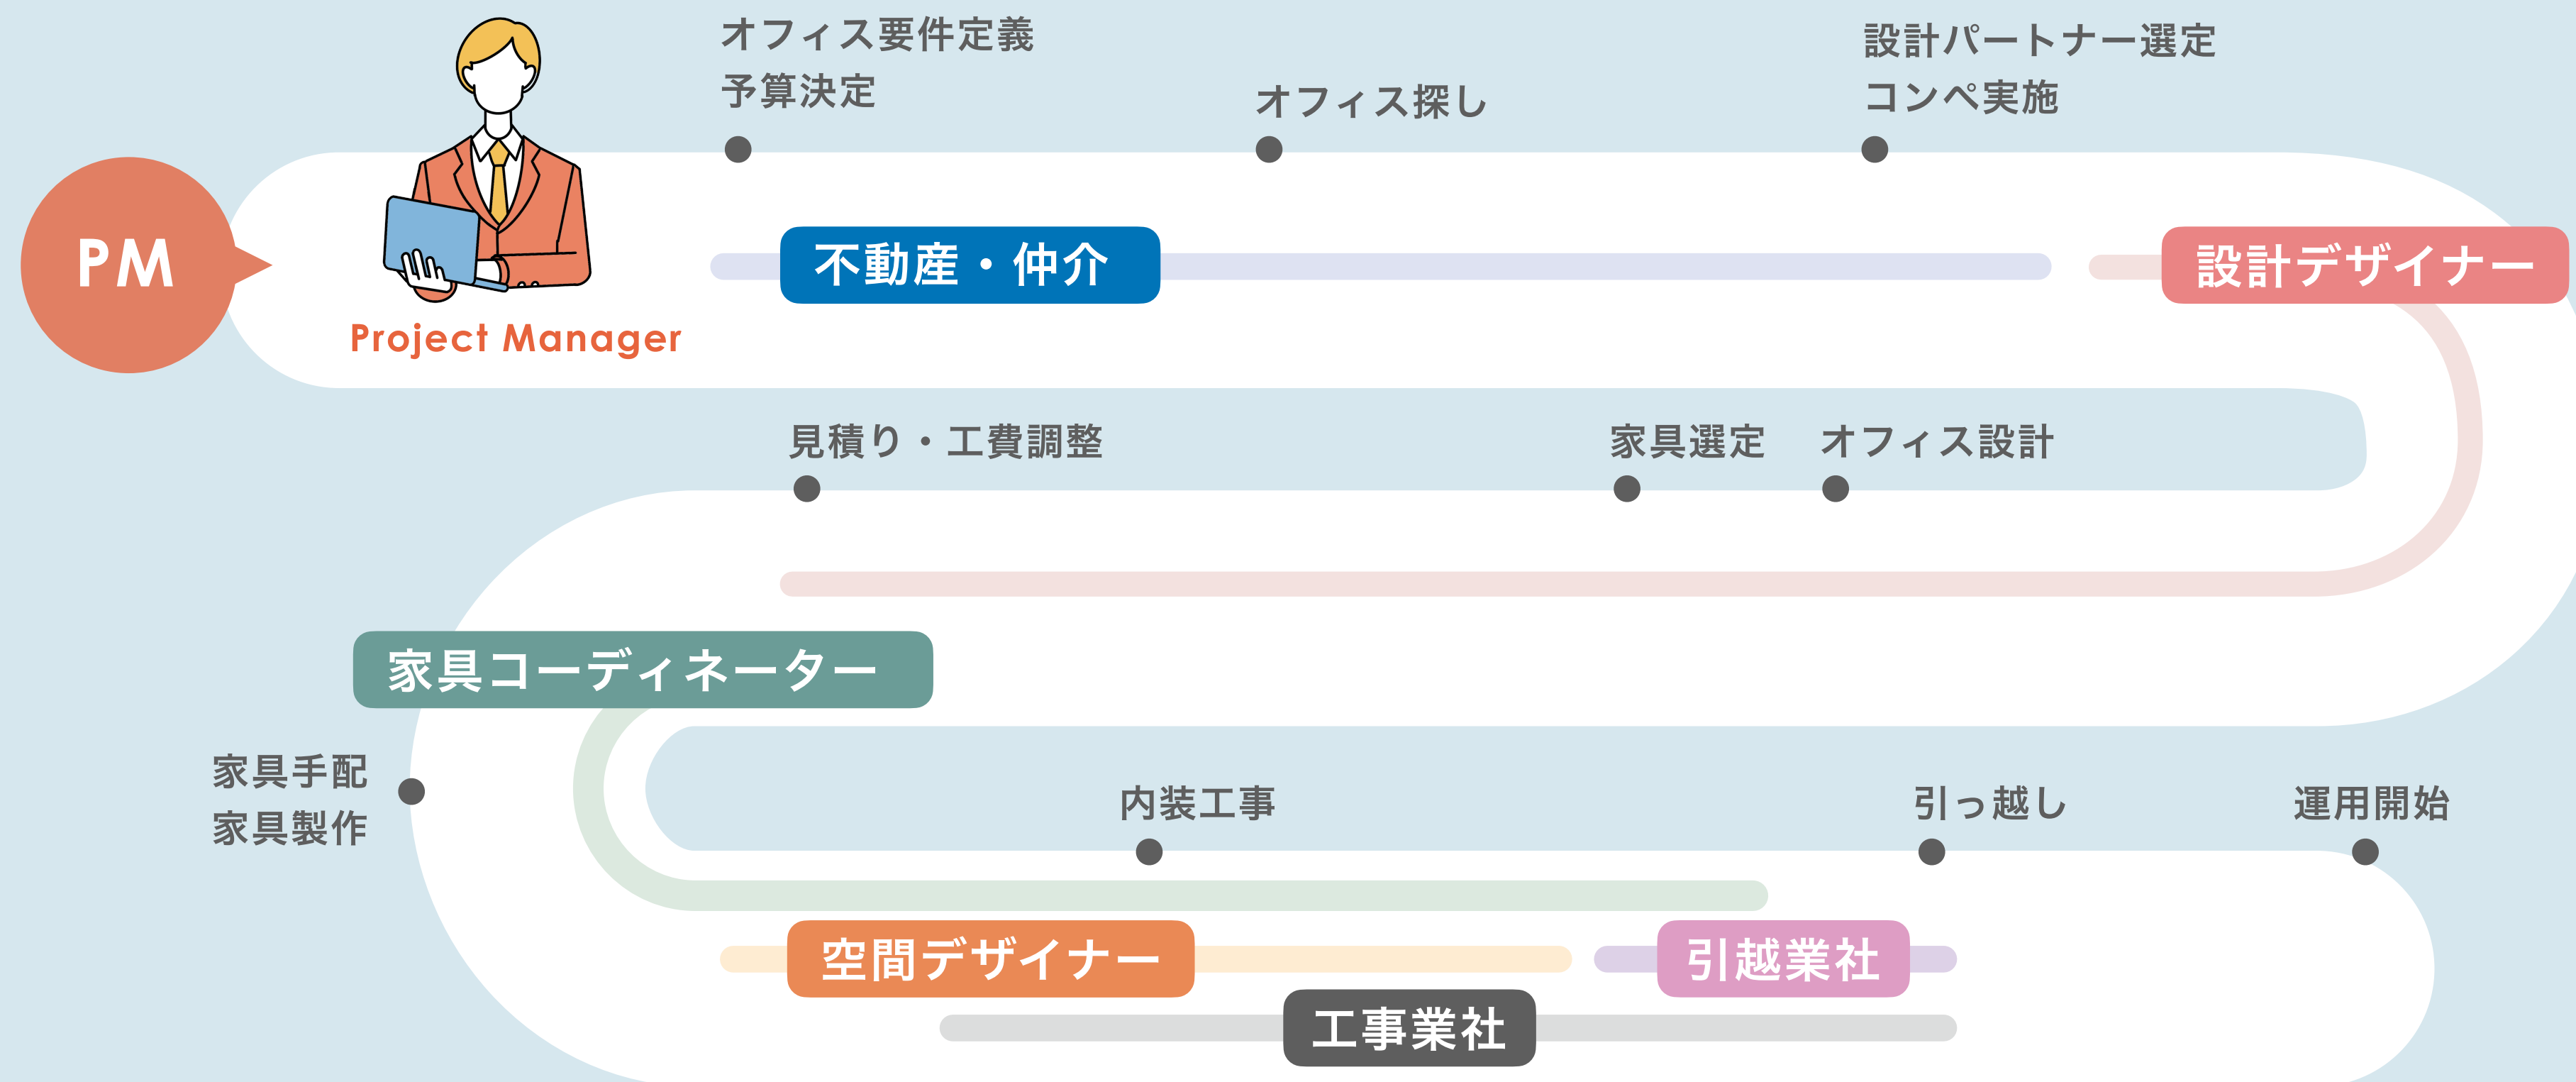 オフィス要件定義
予算決定
オフィス探し
設計パートナー選定
コンペ実施
PM
Project Manager
不動産・仲介
設計デザイナー
見積り・工費調整
家具選定
オフィス設計
家具コーディネーター
家具手配
家具製作
内装工事
引っ越し
運用開始
空間デザイナー
引越業社
工事業社